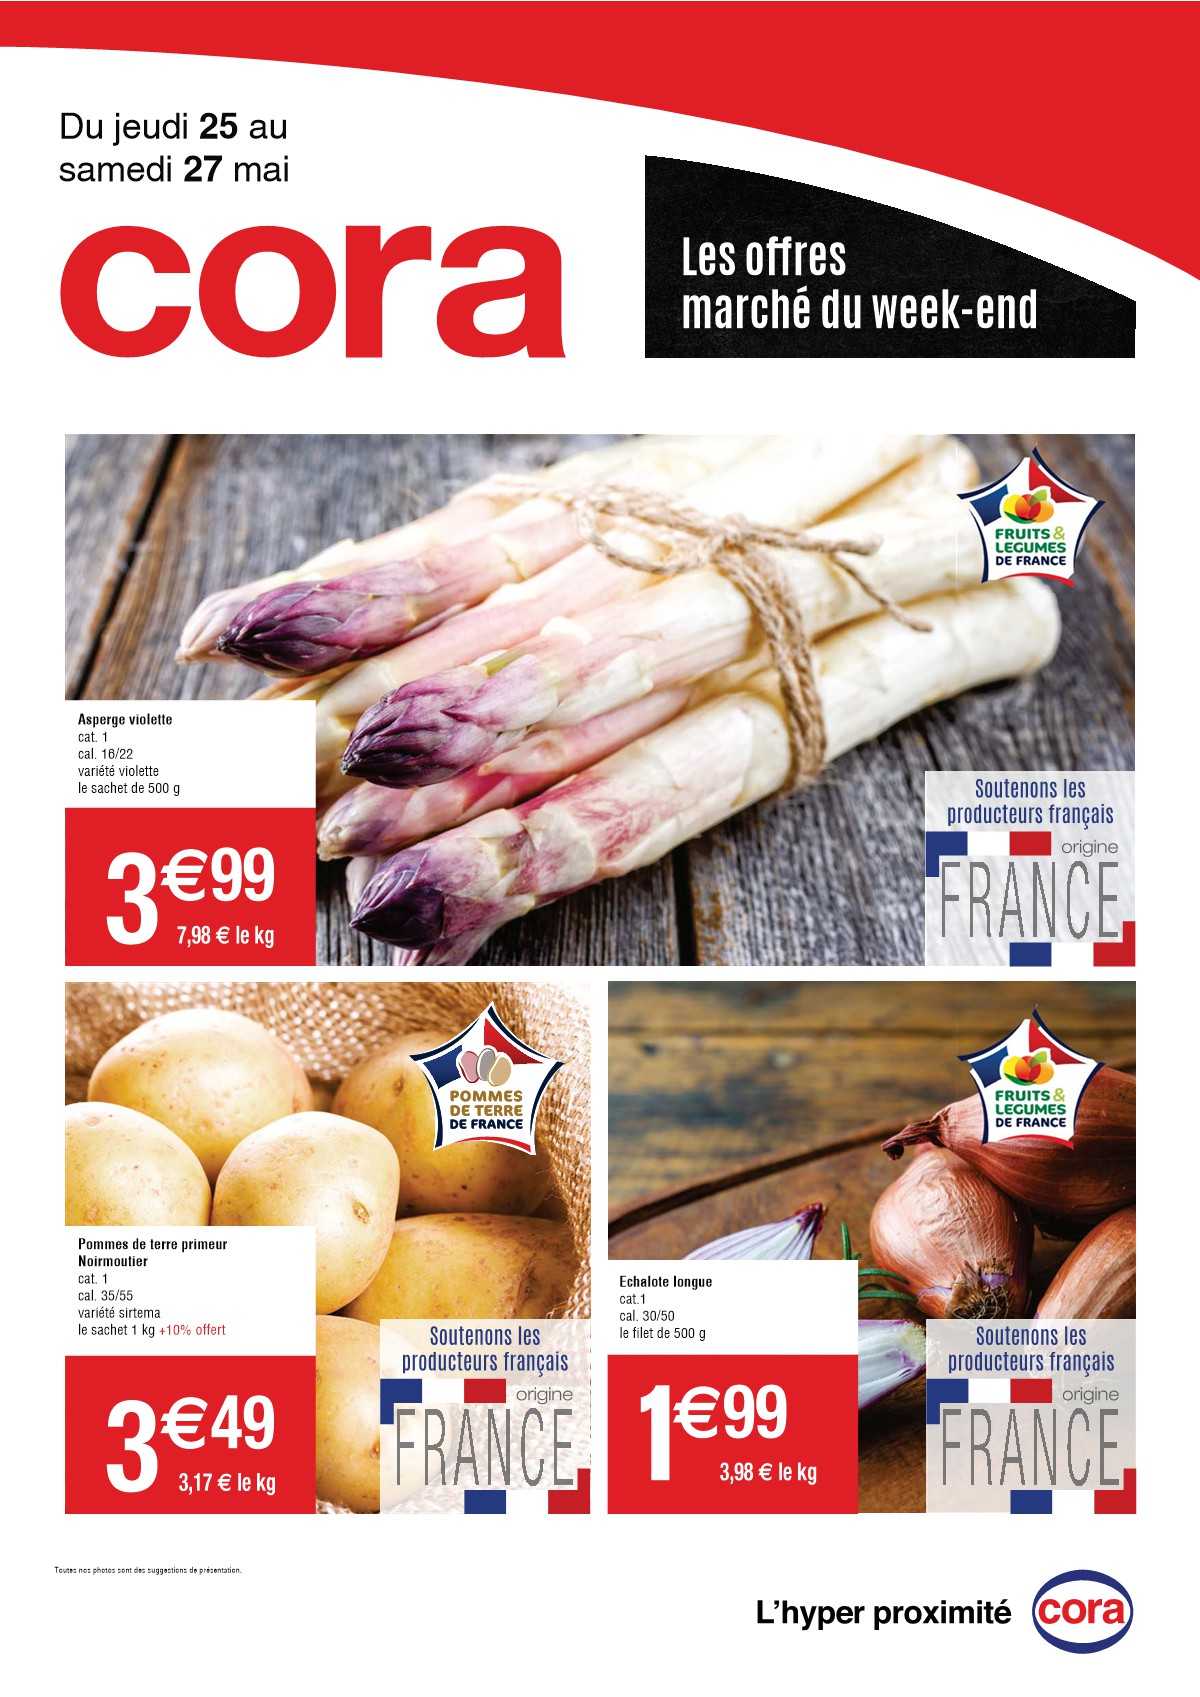 Du jeudi 25 au
samedi 27 mai
cora
Les offres
marché du week-end
FRUITS &
LEGUMES
DE FRANCE
Asperge violette
cat. 1
cal. 16/22
variété violette
le sachet de 500 g
3€99
7,98 € le kg
Soutenons les
producteurs français
origine
FRANCE
POMMES
DE TERRE
DE FRANCE
Pommes de terre primeur
Noirmoutier
cat. 1
cal. 35/55
variété sirtema
le sachet 1 kg +10% offert
3€49
3,17 € le kg
Soutenons les
producteurs français
origine
FRANCE
FRUITS &
LEGUMES
DE FRANCE
Echalote longue
cat.1
cal. 30/50
le filet de 500 g
1€99
3,98 € le kg
Soutenons les
producteurs français
origine
FRANCE
Toutes nos photos sont des suggestions de présentation.
L'hyper proximité
cora